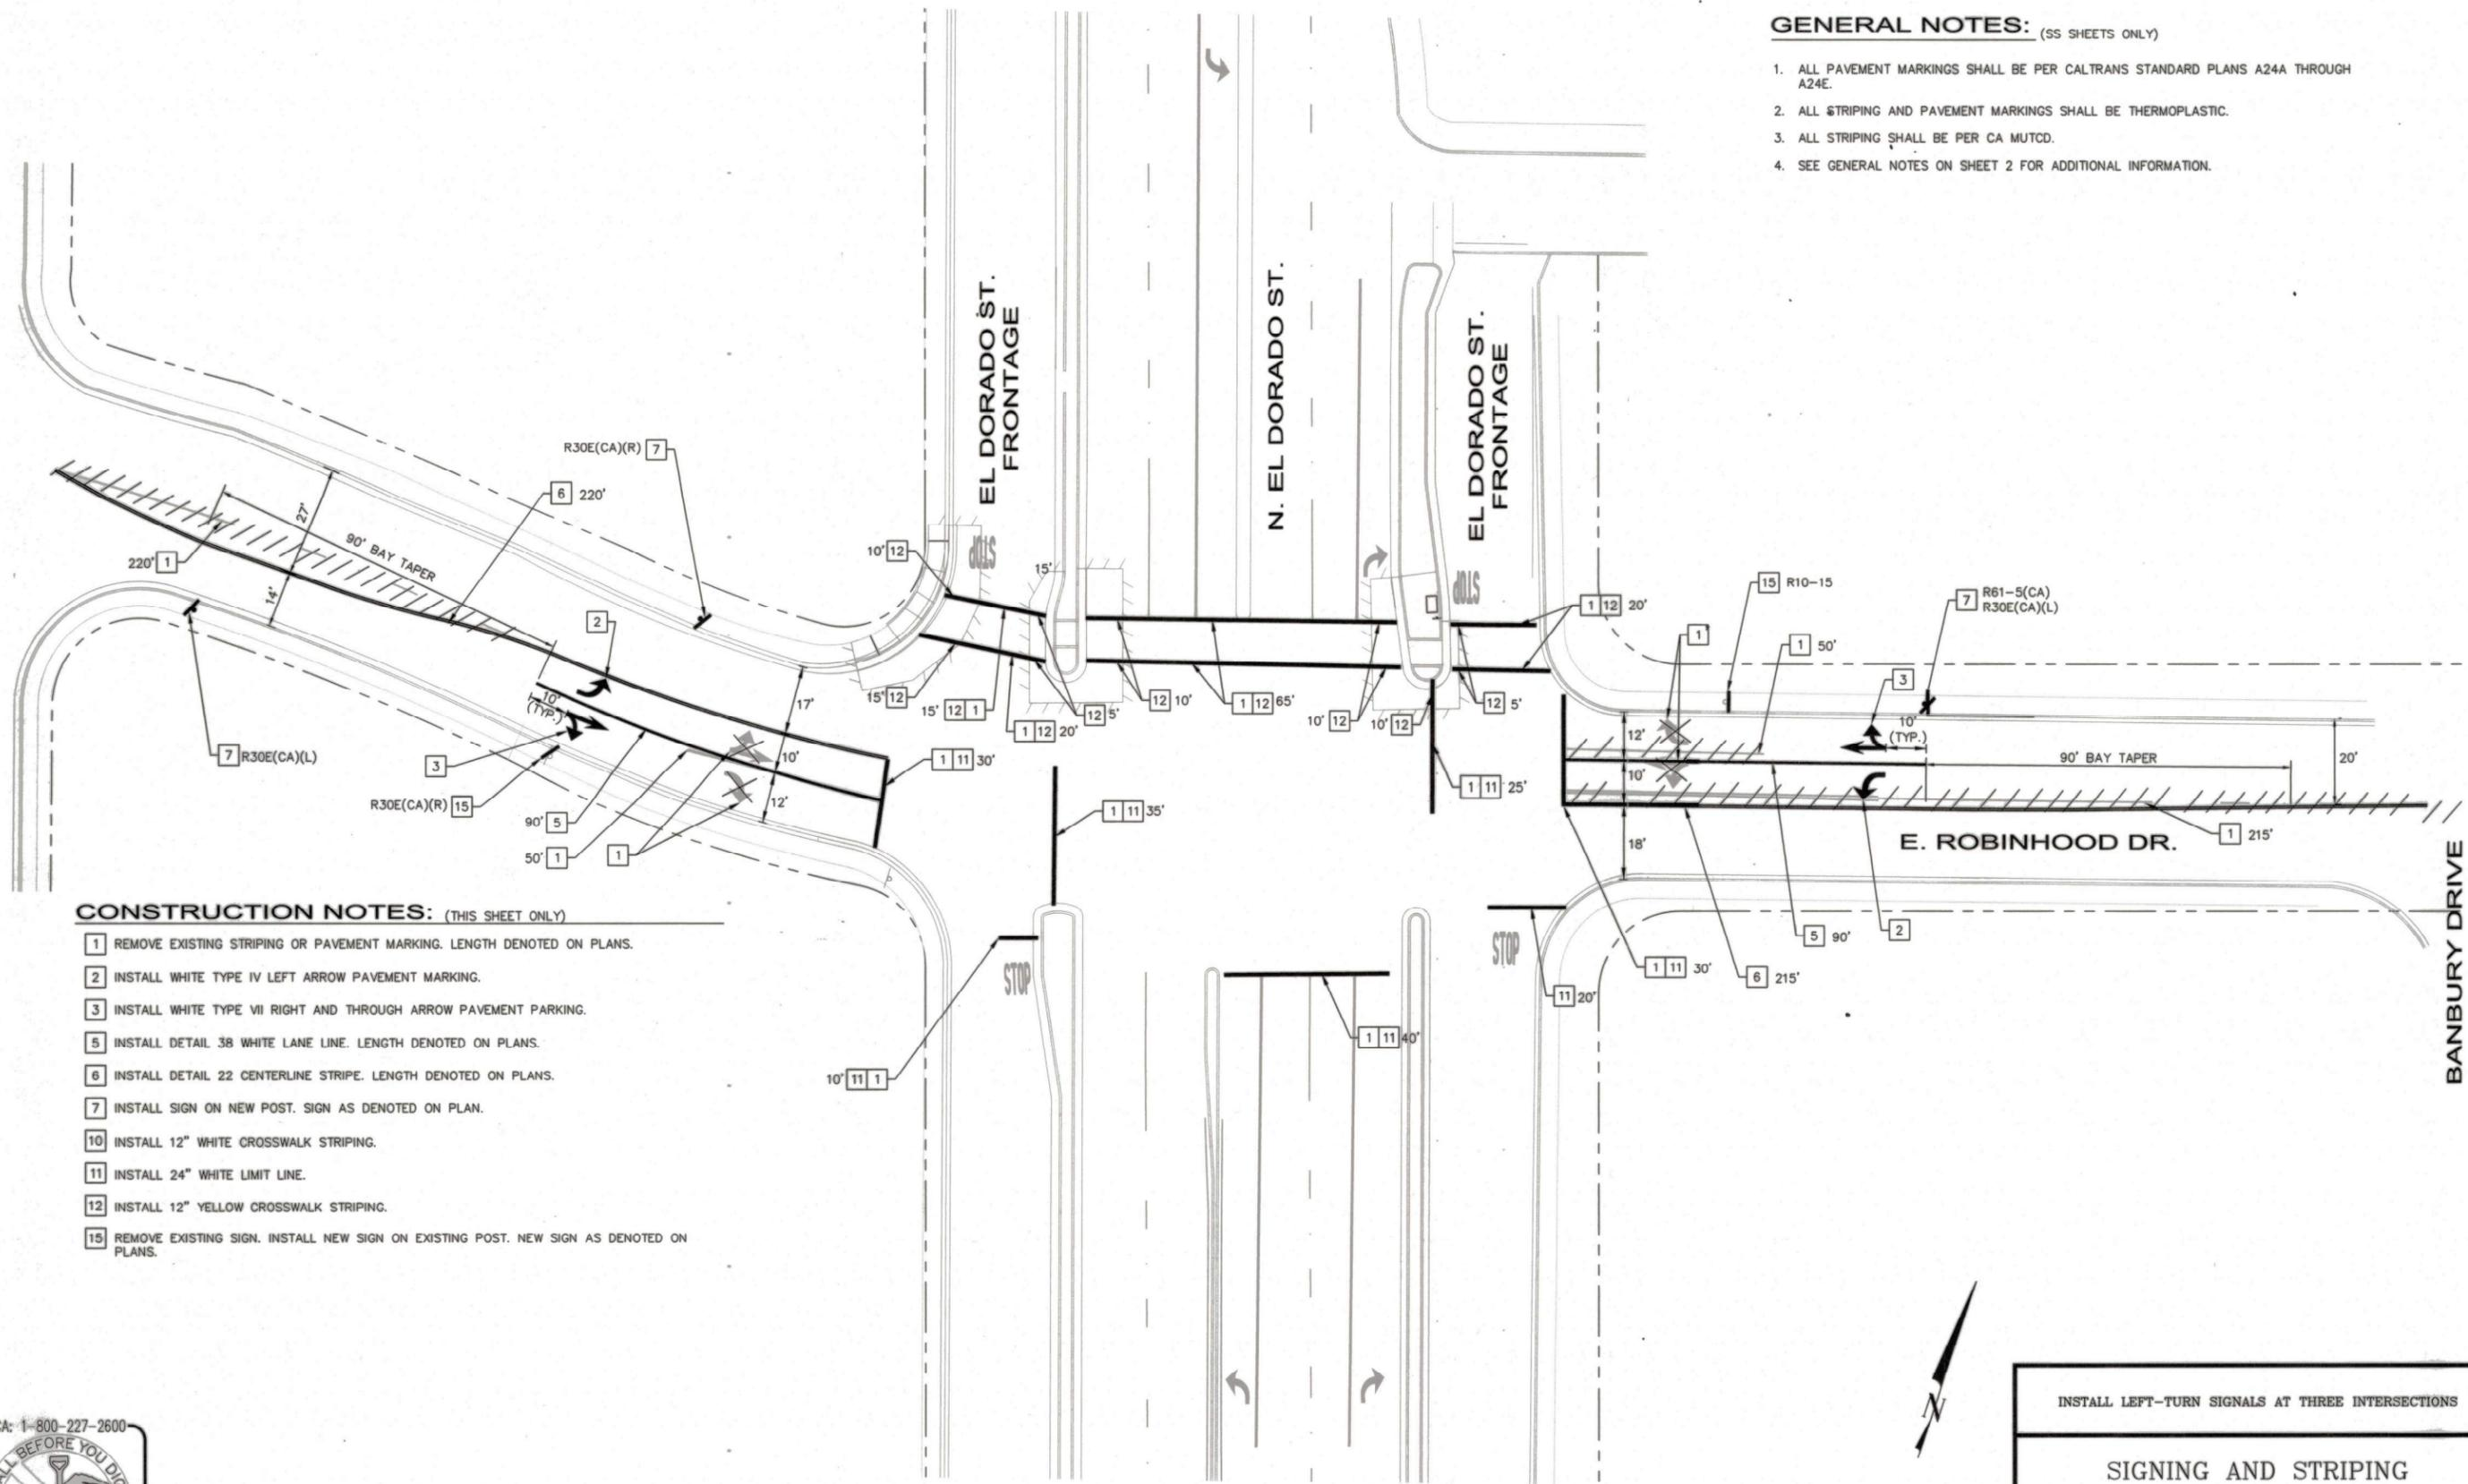 GENERAL NOTES: (SS SHEETS ONLY)
1. ALL PAVEMENT MARKINGS SHALL BE PER CALTRANS STANDARD PLANS A24A THROUGH
A24E.
2. ALL STRIPING AND PAVEMENT MARKINGS SHALL BE THERMOPLASTIC.
3. ALL STRIPING SHALL BE PER CA MUTCD.
4. SEE GENERAL NOTES ON SHEET 2 FOR ADDITIONAL INFORMATION.
EL DORADO ST.
FRONTAGE
N. EL DORADO ST.
EL DORADO ST.
FRONTAGE
R30E(CA)(R) 7
6 220'
27'
90' BAY TAPER
220' 1
14'
2
10'
(TYP.)
7 R30E(CA)(L)
3
R30E(CA)(R) 15
90' 5
50' 1
1
17'
10'
12'
10' 12
STOP
15'
15' 12
15' 12 1
1 12 20'
12 5'
12 10'
1 12 65'
10' 12
10' 12
STOP
12 5'
1 12 20'
1 11 30'
1 11 35'
1 11 25'
15 R10-15
7 R61-5(CA)
R30E(CA)(L)
1
1 50'
3
12'
10'
(TYP.)
10'
90' BAY TAPER
20'
18'
E. ROBINHOOD DR.
1 215'
BANBURY DRIVE
5 90'
2
1 11 30'
6 215'
STOP
11 20'
STOP
1 11 40'
10' 11 1
CONSTRUCTION NOTES: (THIS SHEET ONLY)
1 REMOVE EXISTING STRIPING OR PAVEMENT MARKING. LENGTH DENOTED ON PLANS.
2 INSTALL WHITE TYPE IV LEFT ARROW PAVEMENT MARKING.
3 INSTALL WHITE TYPE VII RIGHT AND THROUGH ARROW PAVEMENT PARKING.
5 INSTALL DETAIL 38 WHITE LANE LINE. LENGTH DENOTED ON PLANS.
6 INSTALL DETAIL 22 CENTERLINE STRIPE. LENGTH DENOTED ON PLANS.
7 INSTALL SIGN ON NEW POST. SIGN AS DENOTED ON PLAN.
10 INSTALL 12" WHITE CROSSWALK STRIPING.
11 INSTALL 24" WHITE LIMIT LINE.
12 INSTALL 12" YELLOW CROSSWALK STRIPING.
15 REMOVE EXISTING SIGN. INSTALL NEW SIGN ON EXISTING POST. NEW SIGN AS DENOTED ON
PLANS.
CA: 1-800-227-2600
BEFORE YOU DIG
N
INSTALL LEFT-TURN SIGNALS AT THREE INTERSECTIONS
SIGNING AND STRIPING